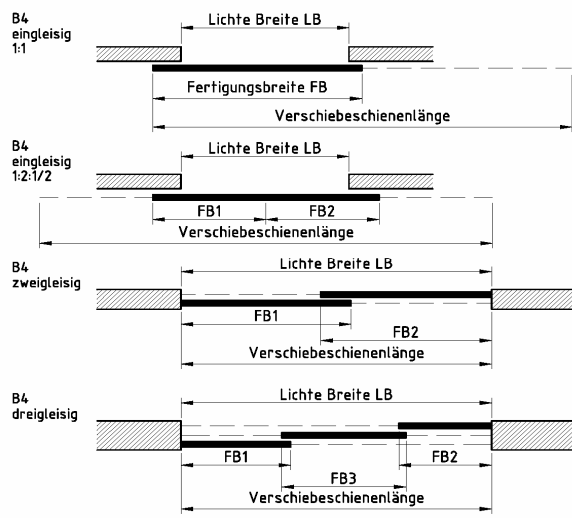 B4
eingleisig
1:1
Lichte Breite LB
Fertigungsbreite FB
Verschiebeschienenlänge
B4
eingleisig
1:2:1/2
Lichte Breite LB
FB1 FB2
Verschiebeschienenlänge
B4
zweigleisig
Lichte Breite LB
FB1
FB2
Verschiebeschienenlänge
B4
dreigleisig
Lichte Breite LB
FB1 FB2
FB3
Verschiebeschienenlänge